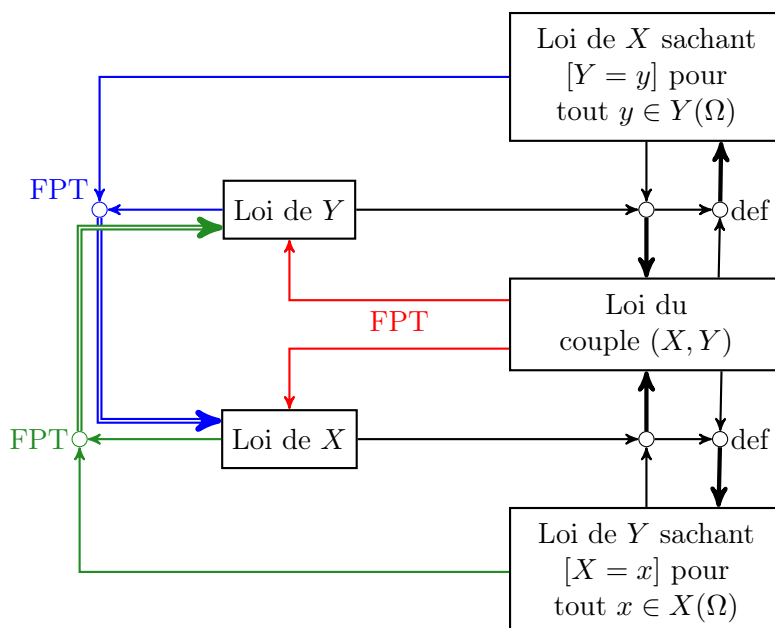 Loi de X sachant
[Y = y] pour
tout y ∈ Y(Ω)
FPT
Loi de Y
def
Loi du
couple (X, Y)
FPT
FPT
Loi de X
def
Loi de Y sachant
[X = x] pour
tout x ∈ X(Ω)